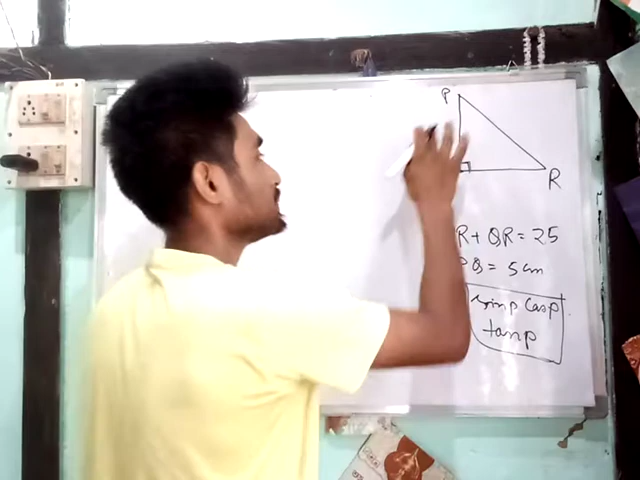 P
R
R + QR = 25
PQ = 5 cm
sinp cosp
tanp